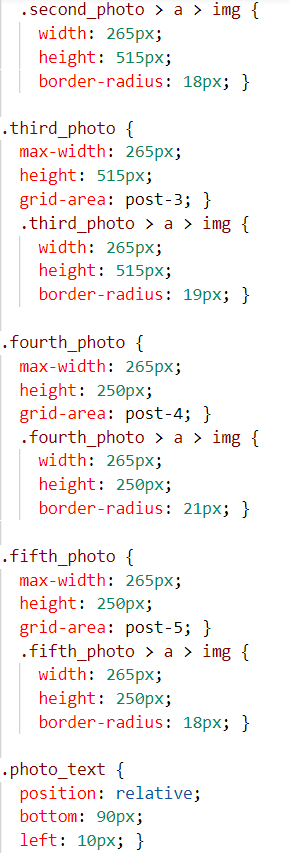 .second_photo > a > img {
width: 265px;
height: 515px;
border-radius: 18px; }
.third_photo {
max-width: 265px;
height: 515px;
grid-area: post-3; }
.third_photo > a > img {
width: 265px;
height: 515px;
border-radius: 19px; }
.fourth_photo {
max-width: 265px;
height: 250px;
grid-area: post-4; }
.fourth_photo > a > img {
width: 265px;
height: 250px;
border-radius: 21px; }
.fifth_photo {
max-width: 265px;
height: 250px;
grid-area: post-5; }
.fifth_photo > a > img {
width: 265px;
height: 250px;
border-radius: 18px; }
.photo_text {
position: relative;
bottom: 90px;
left: 10px; }